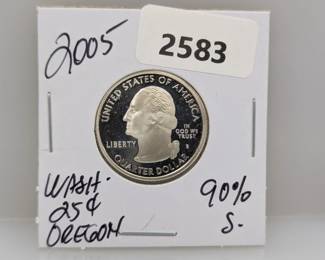 2005
2583
UNITED STATES OF AMERICA
LIBERTY
IN
GOD WE
TRUST
S
QUARTER DOLLAR
WASH.
25¢
OREGON
90%
S.